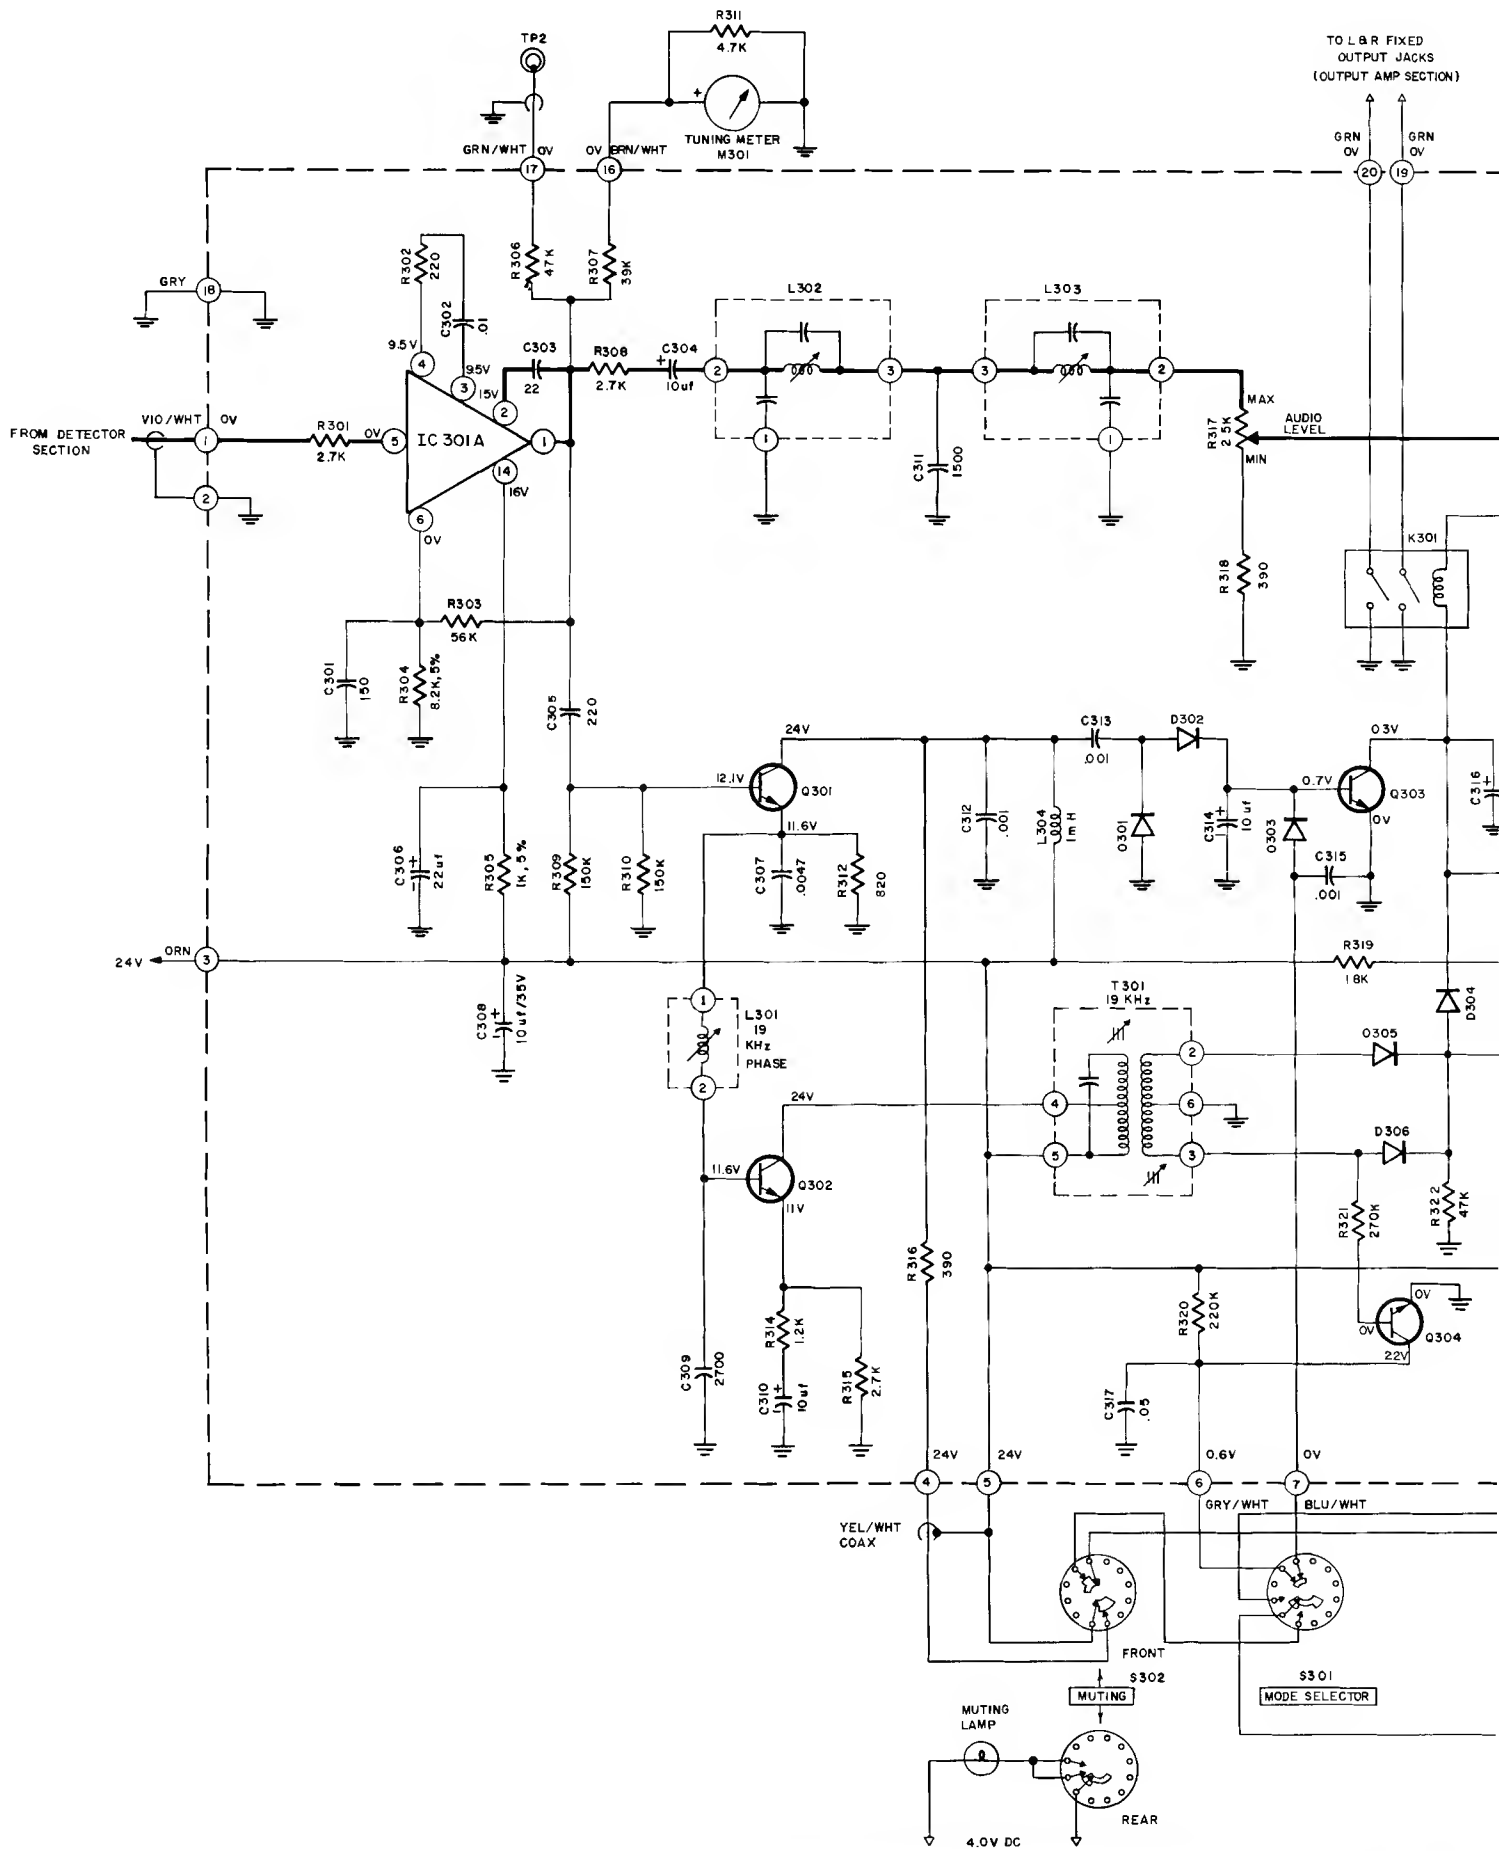 R311
4.7K
TP2
+
TUNING METER
M301
TO L & R FIXED
OUTPUT JACKS
(OUTPUT AMP SECTION)
GRN/WHT
0V
0V
BRN/WHT
GRN
0V
GRN
0V
17
16
20
19
R306
47K
R307
39K
R302
220
C302
.01
GRY
18
L302
L303
9.5V
4
9.5V
3
15V
2
C303
22
R308
2.7K
+
C304
10uf
2
3
3
2
1
1
C311
1500
R317
2.5K
MAX
MIN
AUDIO
LEVEL
FROM DETECTOR
SECTION
VIO/WHT
0V
1
2
R301
2.7K
0V
5
IC301A
1
14
16V
6
0V
R318
390
K301
R303
56K
C301
150
R304
8.2K, 5%
C305
220
24V
C313
.001
D302
0.3V
12.1V
Q301
11.6V
0.7V
Q303
0V
C316
+
C312
.001
L304
1mH
D301
C314
+
10uf
D303
C315
.001
C306
+
22uf
R305
1K, 5%
R309
150K
R310
150K
C307
.0047
R312
820
24V
ORN
3
R319
1.8K
C308
+
10uf/35V
1
L301
19
KHz
PHASE
2
T301
19 KHz
D304
2
D305
24V
4
6
5
3
D306
11.6V
Q302
11V
R321
270K
R322
47K
R316
390
R320
220K
0V
0V
Q304
22V
R314
1.2K
C309
2700
C310
+
10uf
R315
2.7K
C317
.05
24V
24V
0.6V
0V
4
5
6
7
GRY/WHT
BLU/WHT
YEL/WHT
COAX
FRONT
S302
MUTING
S301
MODE SELECTOR
MUTING
LAMP
REAR
4.0V DC